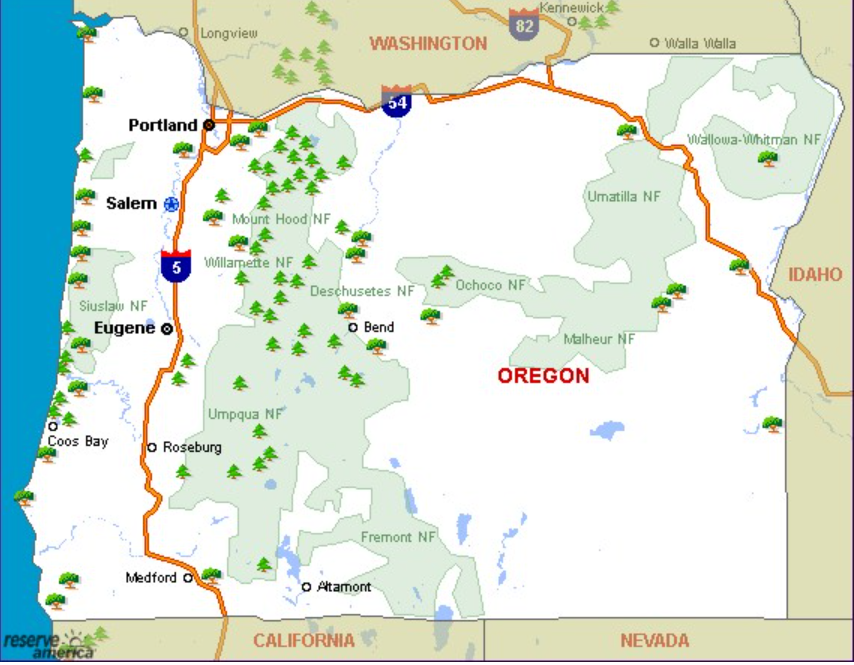 Kennewick
82
Longview
WASHINGTON
Walla Walla
54
Portland
Wallowa-Whitman NF
Umatilla NF
Salem
Mount Hood NF
Willamette NF
5
IDAHO
Ochoco NF
Deschusetes NF
Siuslaw NF
Eugene
Bend
Malheur NF
OREGON
Umpqua NF
Coos Bay
Roseburg
Fremont NF
Medford
Altamont
reserve
america
CALIFORNIA
NEVADA